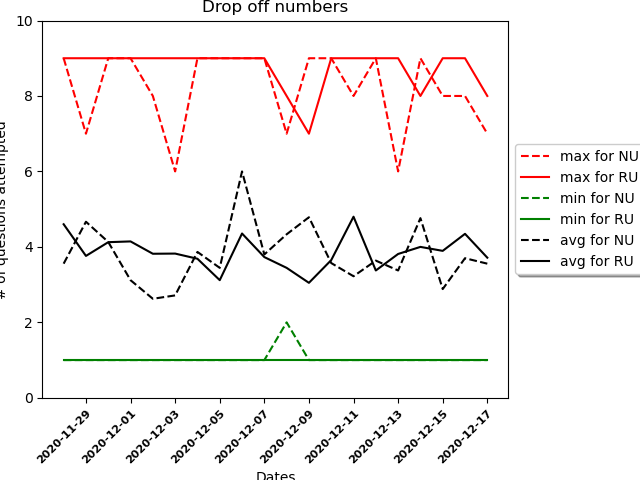 Drop off numbers
# of questions attempted
10
8
6
4
2
0
2020-11-29
2020-12-01
2020-12-03
2020-12-05
2020-12-07
2020-12-09
2020-12-11
2020-12-13
2020-12-15
2020-12-17
Dates
max for NU
max for RU
min for NU
min for RU
avg for NU
avg for RU